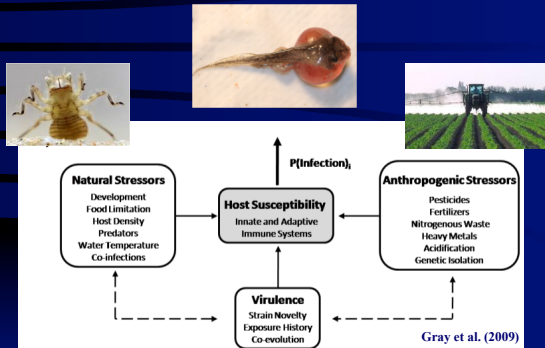 P(Infection)i
Natural Stressors
Development
Food Limitation
Host Density
Predators
Water Temperature
Co-infections
Host Susceptibility
Innate and Adaptive
Immune Systems
Anthropogenic Stressors
Pesticides
Fertilizers
Nitrogenous Waste
Heavy Metals
Acidification
Genetic Isolation
Virulence
Strain Novelty
Exposure History
Co-evolution
Gray et al. (2009)